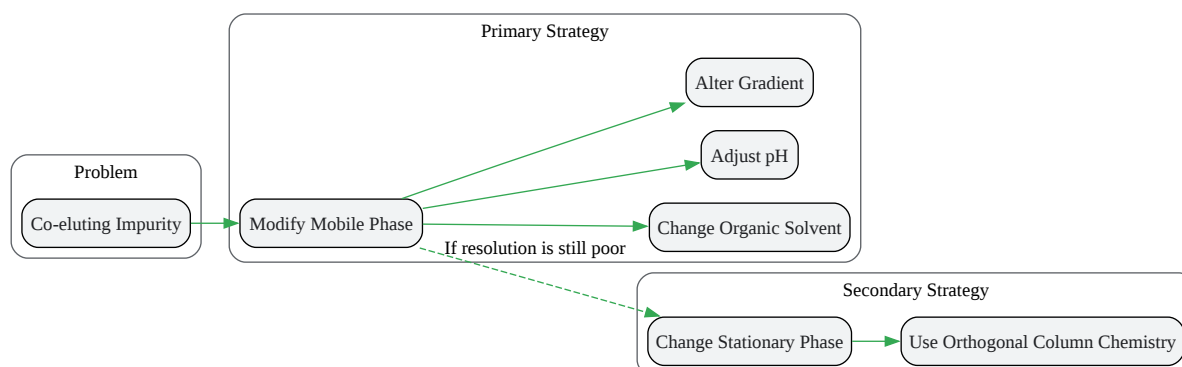 Primary Strategy
Alter Gradient
Adjust pH
Problem
Co-eluting Impurity
Modify Mobile Phase
Change Organic Solvent
If resolution is still poor
Secondary Strategy
Change Stationary Phase
Use Orthogonal Column Chemistry